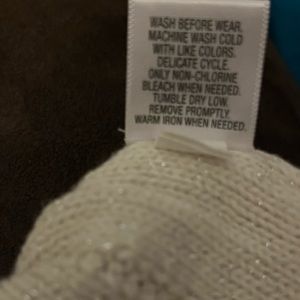 WASH BEFORE WEAR.
MACHINE WASH COLD
WITH LIKE COLORS.
DELICATE CYCLE.
ONLY NON-CHLORINE
BLEACH WHEN NEEDED.
TUMBLE DRY LOW.
REMOVE PROMPTLY.
WARM IRON WHEN NEEDED.